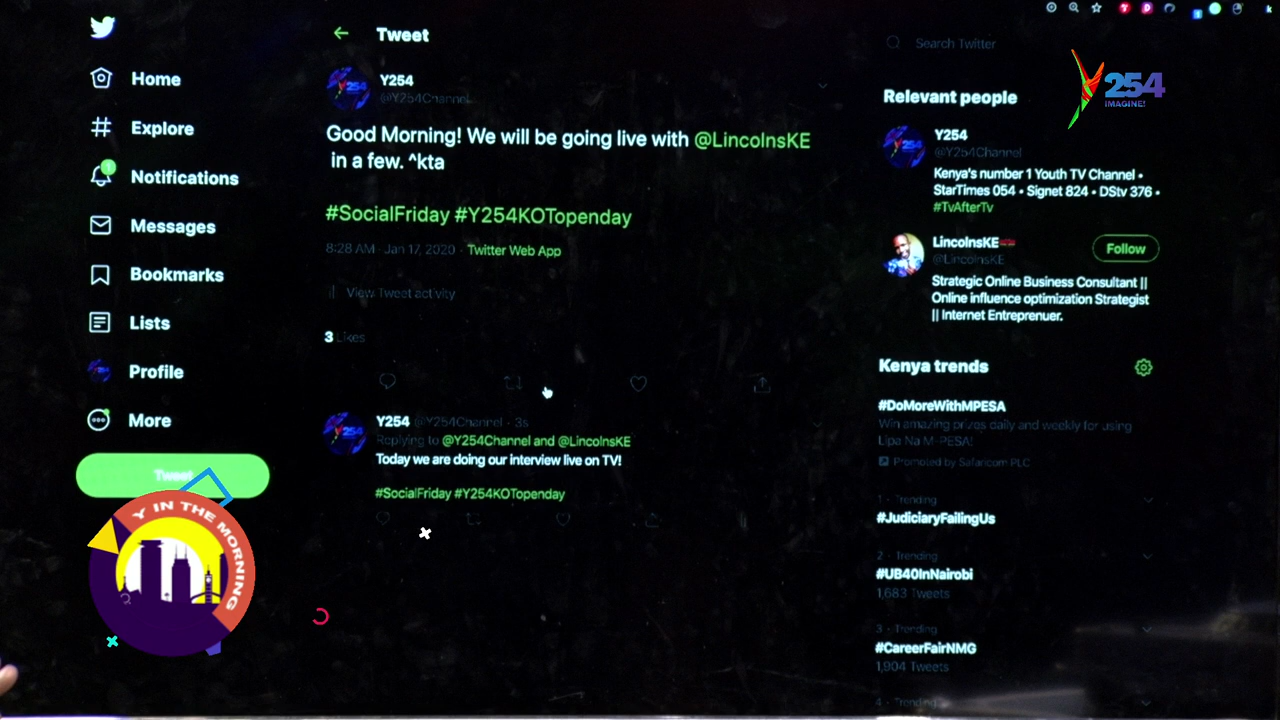 Home
Explore
Notifications
Messages
Bookmarks
Lists
Profile
More
Tweet
Y IN THE MORNING
Tweet
Y254
@Y254Channel
Good Morning! We will be going live with @LincolnsKE
in a few. ^kta
#SocialFriday #Y254KOTopenday
8:28 AM · Jan 17, 2020 · Twitter Web App
View Tweet activity
3 Likes
Y254 @Y254Channel · 3s
Replying to @Y254Channel and @LincolnsKE
Today we are doing our interview live on TV!
#SocialFriday #Y254KOTopenday
Search Twitter
Y254
IMAGINE!
Relevant people
Y254
@Y254Channel
Kenya's number 1 Youth TV Channel •
StarTimes 054 • Signet 824 • DStv 376 •
#TvAfterTv
LincolnsKE
@LincolnsKE
Follow
Strategic Online Business Consultant ||
Online influence optimization Strategist
|| Internet Entreprenuer.
Kenya trends
#DoMoreWithMPESA
Win amazing prizes daily and weekly for using
Lipa Na M-PESA!
Promoted by Safaricom PLC
1 · Trending
#JudiciaryFailingUs
2 · Trending
#UB40InNairobi
1,683 Tweets
3 · Trending
#CareerFairNMG
1,904 Tweets
4 · Trending